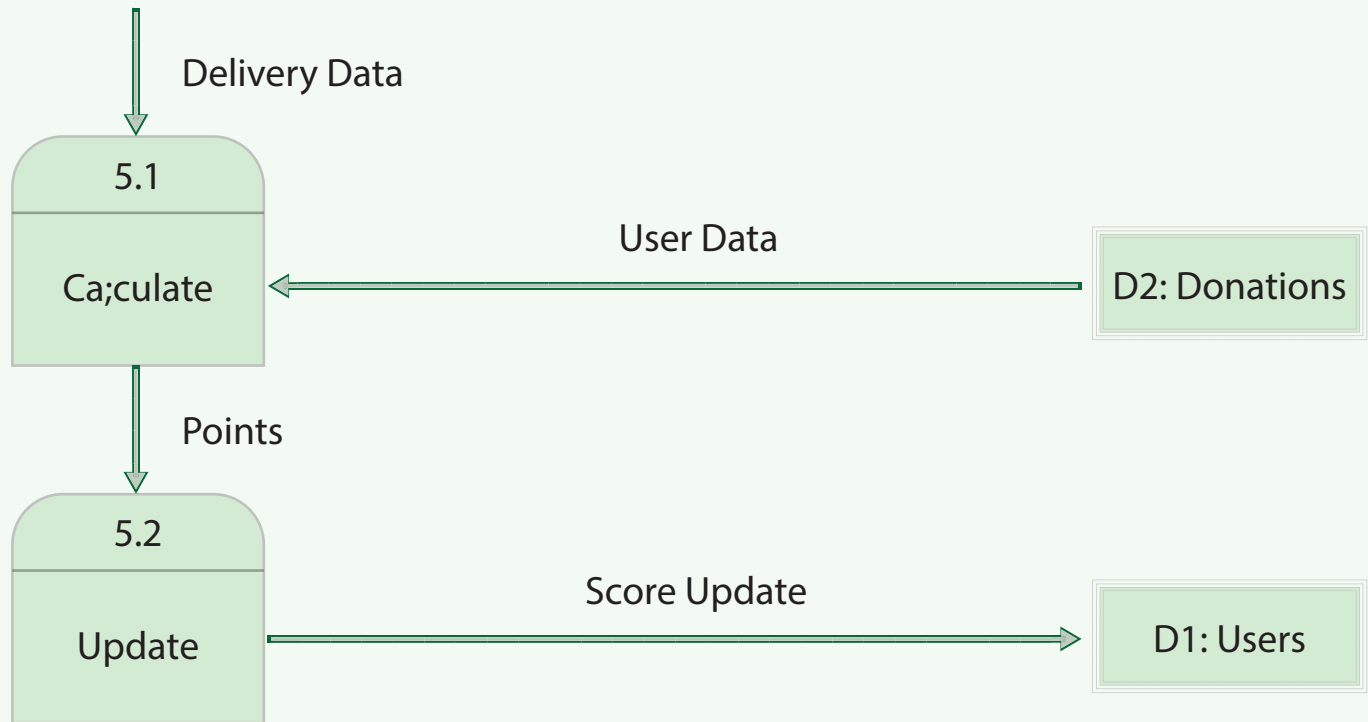 Delivery Data
5.1
User Data
Ca;culate
D2: Donations
Points
5.2
Score Update
Update
D1: Users